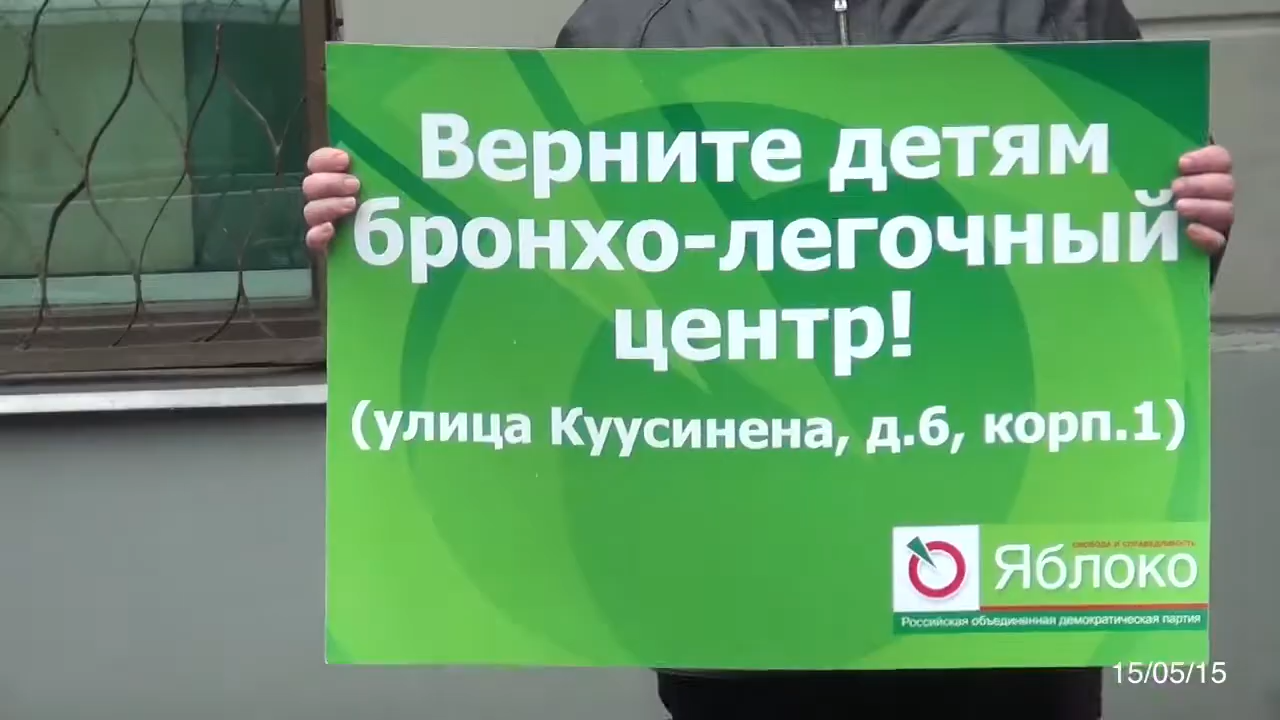 Верните детям
бронхо-легочный
центр!
(улица Куусинена, д.6, корп.1)
СВОБОДА И СПРАВЕДЛИВОСТЬ
Яблоко
Российская объединенная демократическая партия
15/05/15